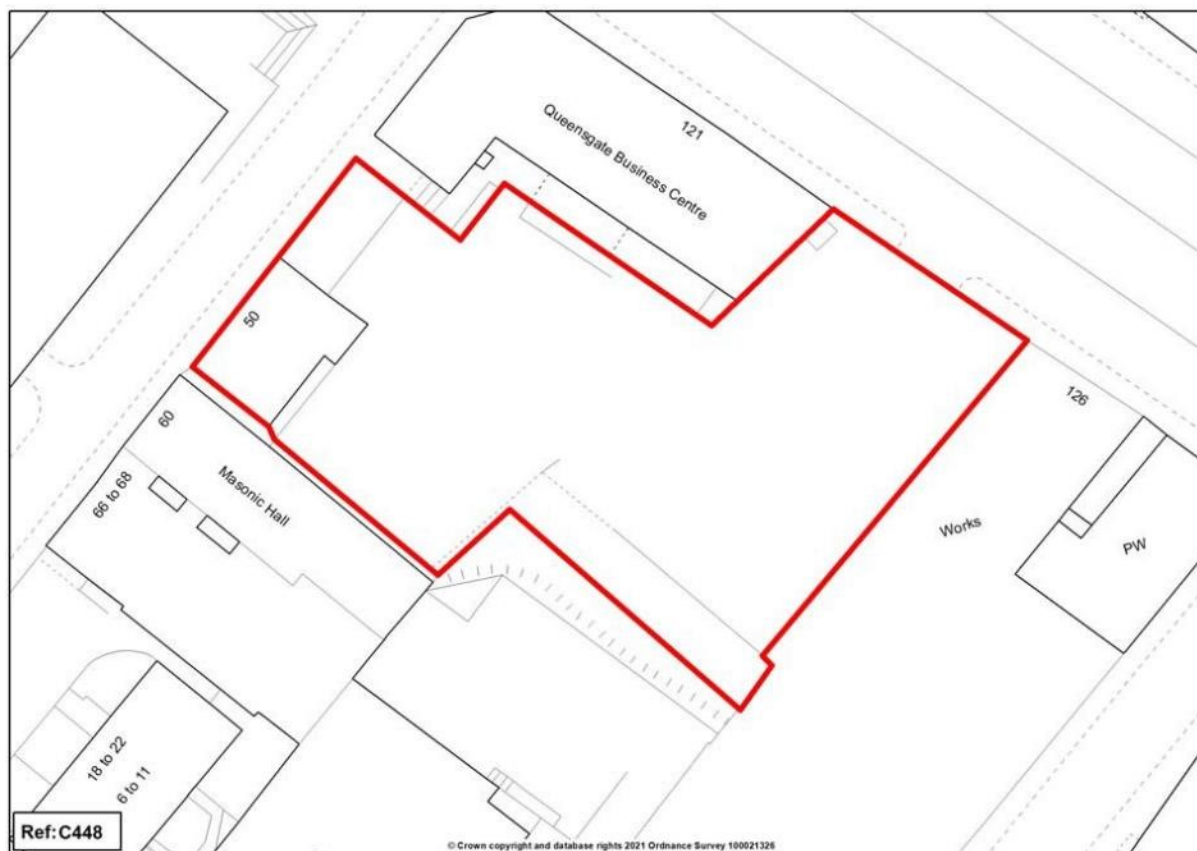 121
Queensgate Business Centre
50
60
Masonic Hall
66 to 68
126
Works
PW
18 to 22
6 to 11
Ref:C448
© Crown copyright and database rights 2021 Ordnance Survey 100021326